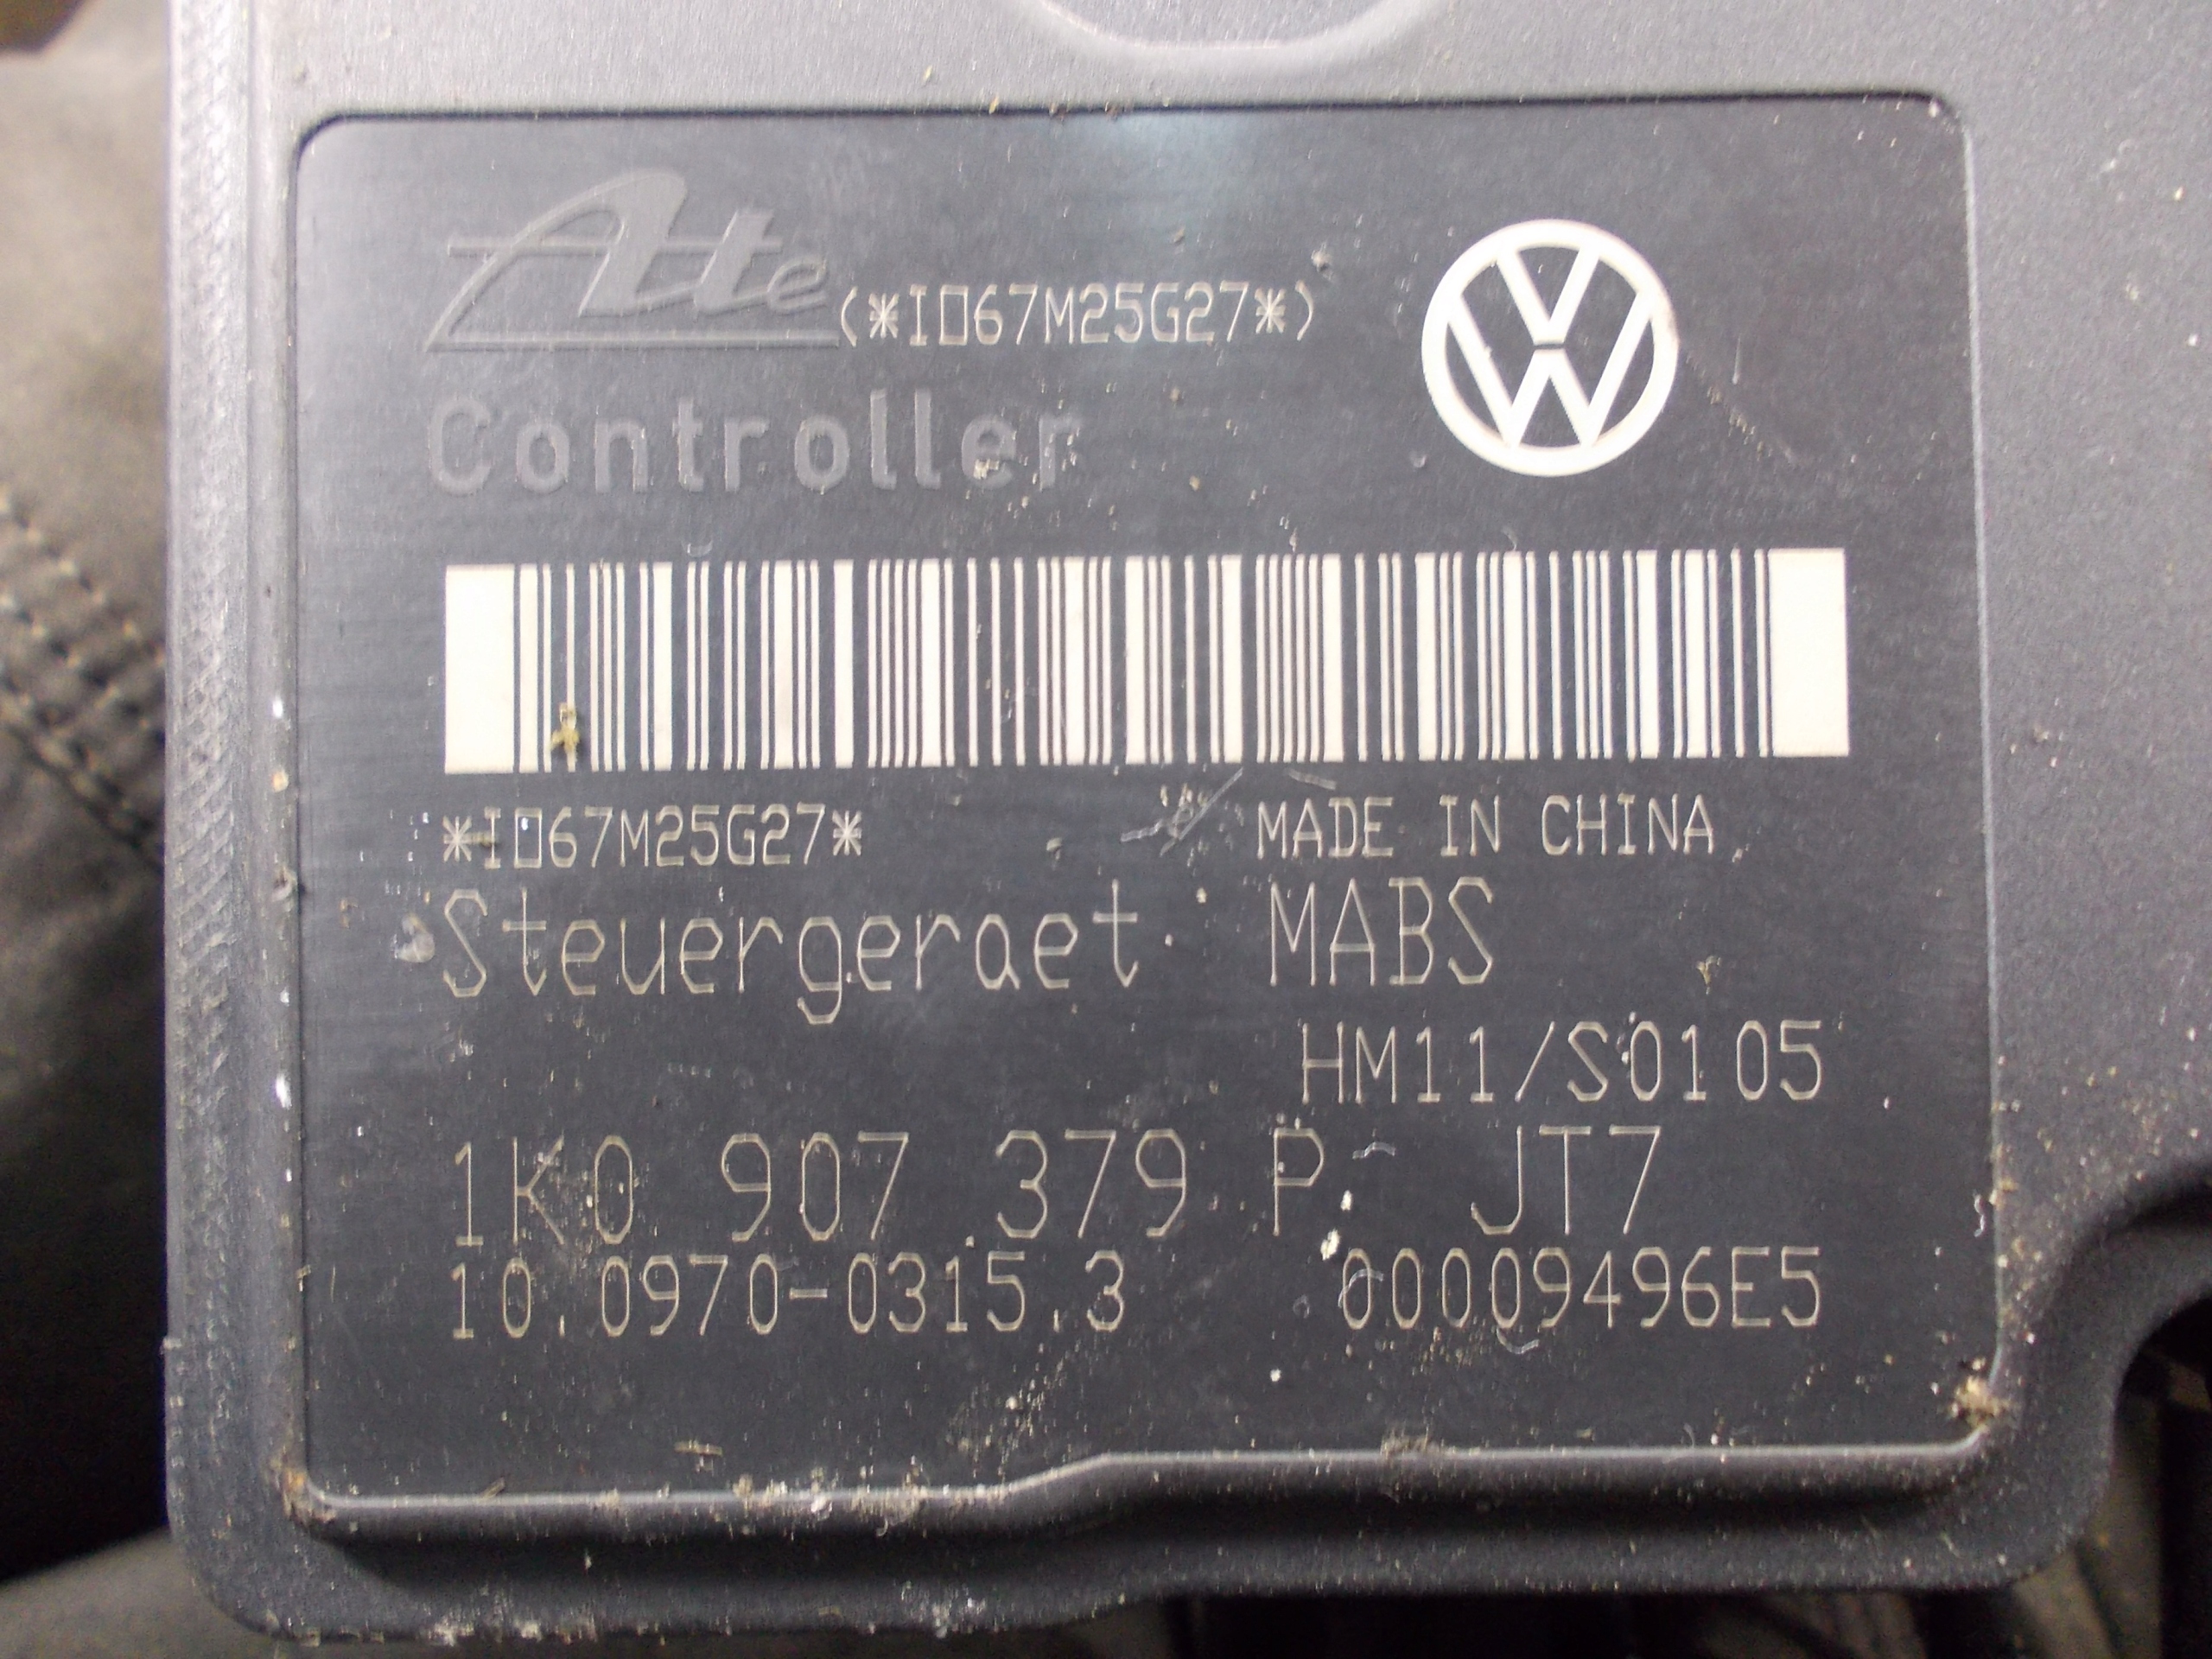 Ate (*I067M25G27*)
Controller
*I067M25G27* MADE IN CHINA
Steuergeraet MABS
HM11/S0105
1K0 907 379 P JT7
10.0970-0315.3 00009496E5